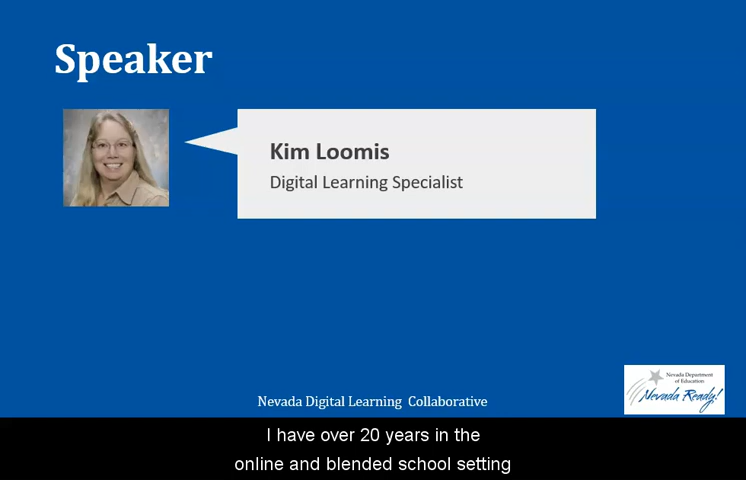 Speaker
Kim Loomis
Digital Learning Specialist
Nevada Department
of Education
Nevada Ready!
Nevada Digital Learning Collaborative
I have over 20 years in the
online and blended school setting